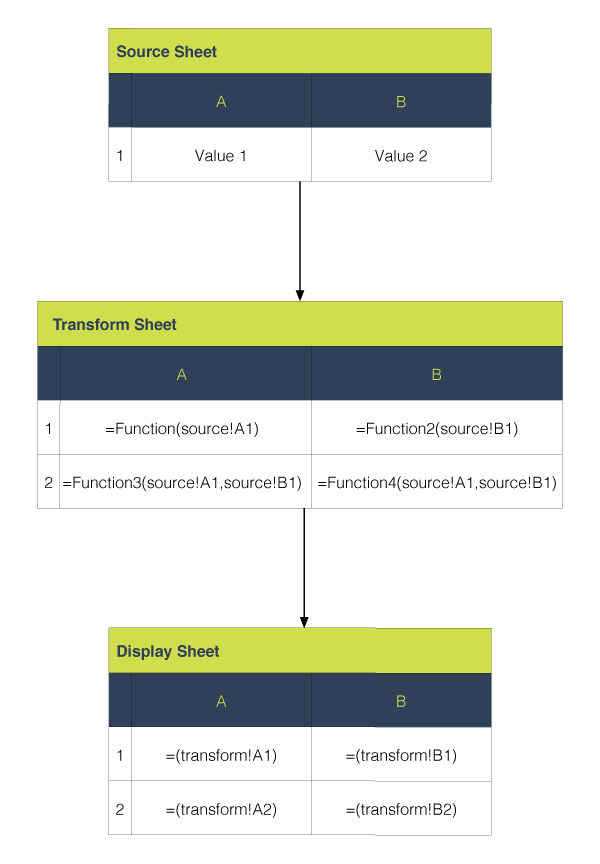 Source Sheet
A B
1 Value 1 Value 2
Transform Sheet
A B
1 =Function(source!A1) =Function2(source!B1)
2 =Function3(source!A1,source!B1) =Function4(source!A1,source!B1)
Display Sheet
A B
1 =(transform!A1) =(transform!B1)
2 =(transform!A2) =(transform!B2)